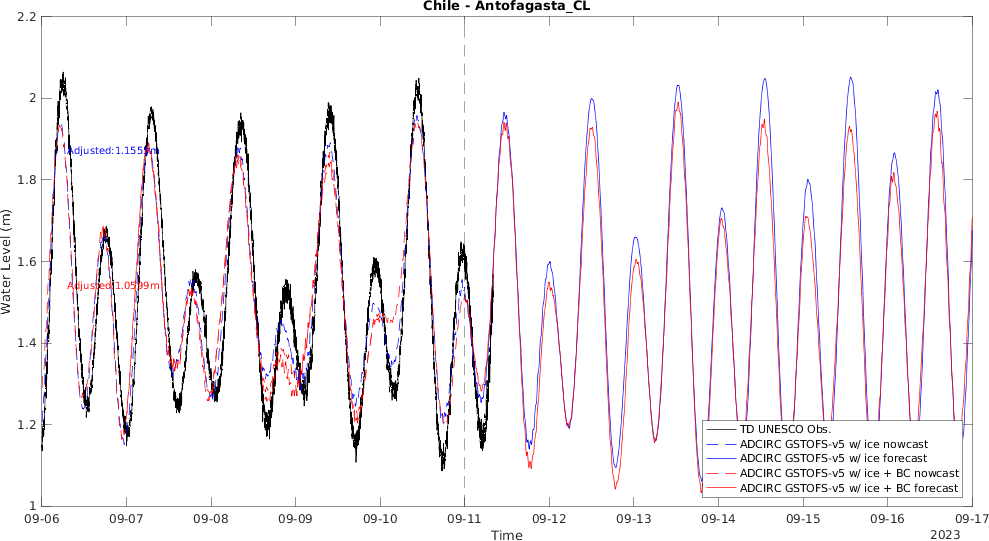 Chile - Antofagasta_CL
2.2
2
1.8
1.6
1.4
1.2
1
Water Level (m)
Adjusted:1.1559m
Adjusted:1.0599m
TD UNESCO Obs.
ADCIRC GSTOFS-v5 w/ ice nowcast
ADCIRC GSTOFS-v5 w/ ice forecast
ADCIRC GSTOFS-v5 w/ ice + BC nowcast
ADCIRC GSTOFS-v5 w/ ice + BC forecast
09-06 09-07 09-08 09-09 09-10 09-11 09-12 09-13 09-14 09-15 09-16 09-17
Time
2023